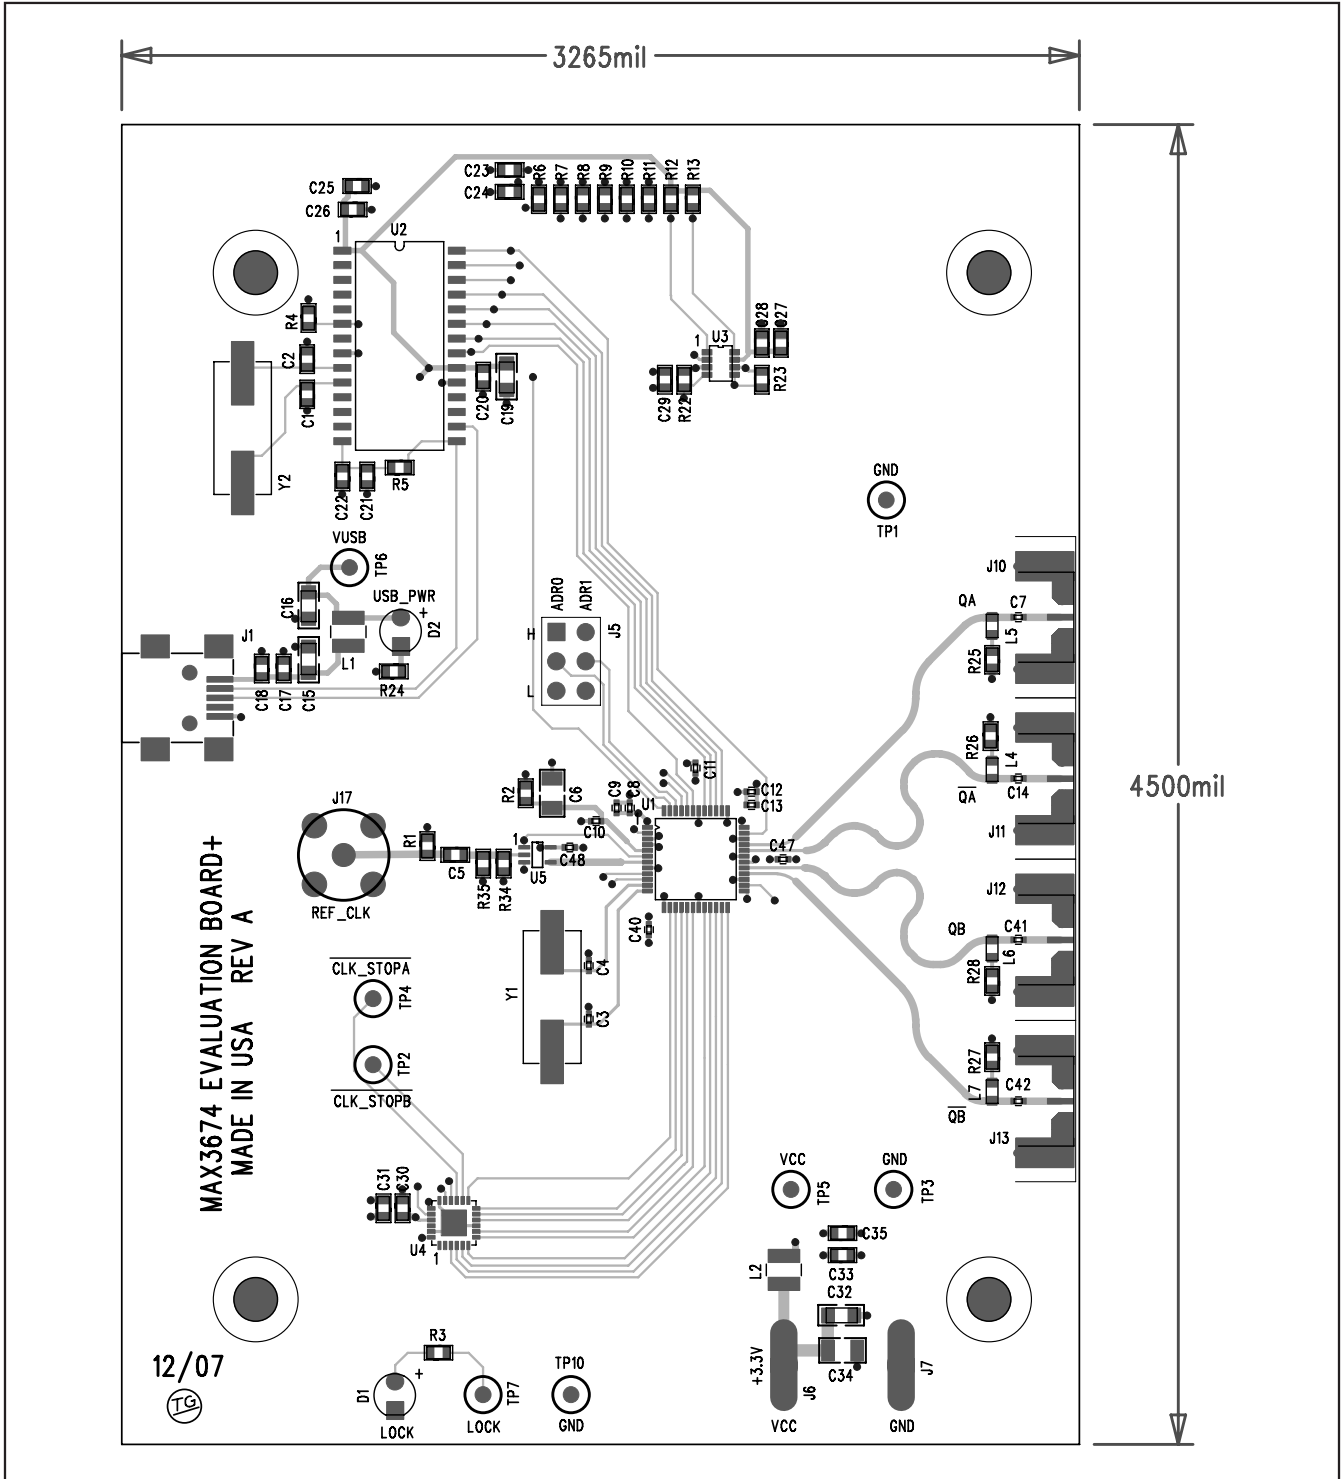 3265mil
C25
C26
C23
C24
R6
R7
R8
R9
R10
R11
R12
R13
U2
1
R4
C2
C1
Y2
C20
C19
C22
C21
R5
C28
C27
U3
1
R23
C29
R22
GND
TP1
VUSB
TP6
USB_PWR
+
D2
C16
L1
R24
J1
C18
C17
C15
ADR0
ADR1
H
L
J5
J10
QA
C7
L5
R25
R26
L4
QA
C14
J11
4500mil
C11
C12
C13
C9
C8
U1
1
R2
C6
C10
J17
R1
C5
R35
R34
1
U5
C48
C47
REF_CLK
C40
C4
Y1
C3
J12
QB
C41
L6
R28
R27
L7
C42
QB
J13
CLK_STOPA
TP4
TP2
CLK_STOPB
MAX3674 EVALUATION BOARD+
MADE IN USA REV A
C31
C30
U4
1
VCC
TP5
GND
TP3
C35
C33
L2
C32
C34
+3.3V
J6
VCC
J7
GND
12/07
TG
R3
+
D1
LOCK
TP7
LOCK
TP10
GND